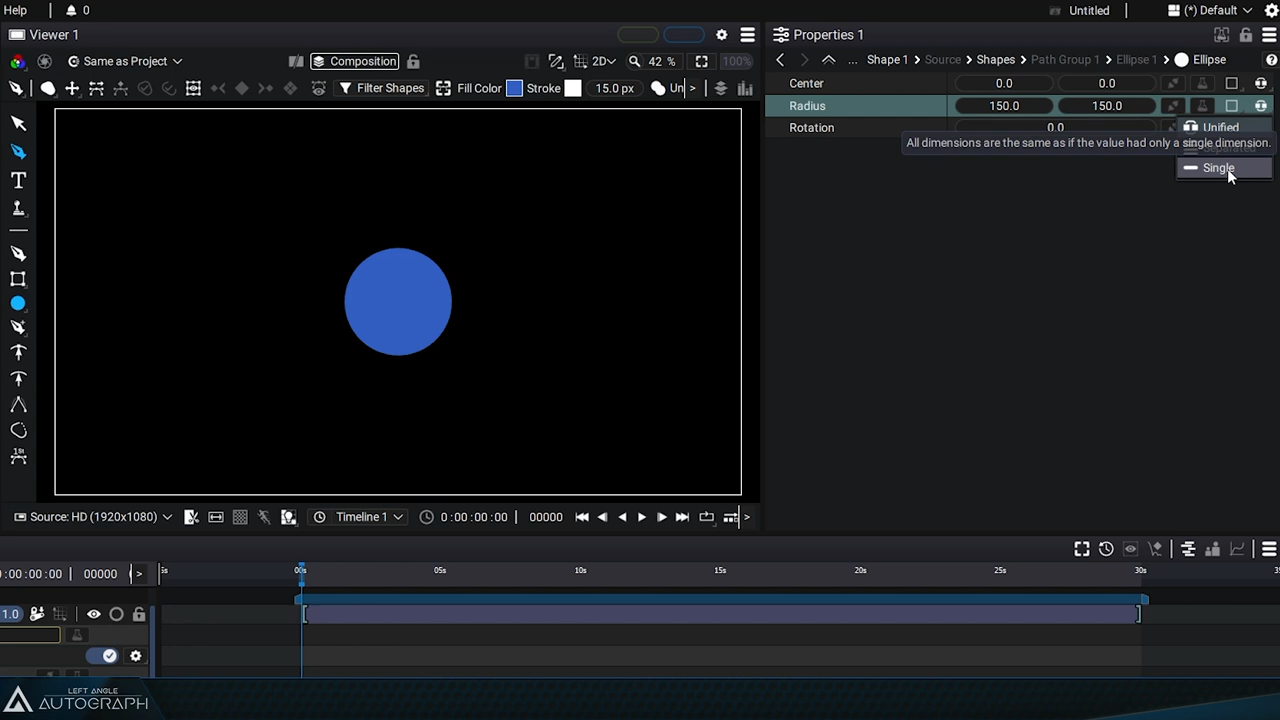 Help 0 Untitled (*) Default
Viewer 1 Properties 1
Same as Project Composition 42 % 2D 100% ... Shape 1 Source Shapes Path Group 1 Ellipse 1 Ellipse ?
Filter Shapes Fill Color Stroke 15.0 px Un > Center 0.0 0.0
Radius 150.0 150.0
Rotation 0.0 Unified
All dimensions are the same as if the value had only a single dimension.
Single
T
1St
Source: HD (1920x1080) Timeline 1 0:00:00:00 00000 >
:00:00:00 00000 > 5s 00s 05s 10s 15s 20s 25s 30s
1.0
LEFT ANGLE
AUTOGRAPH